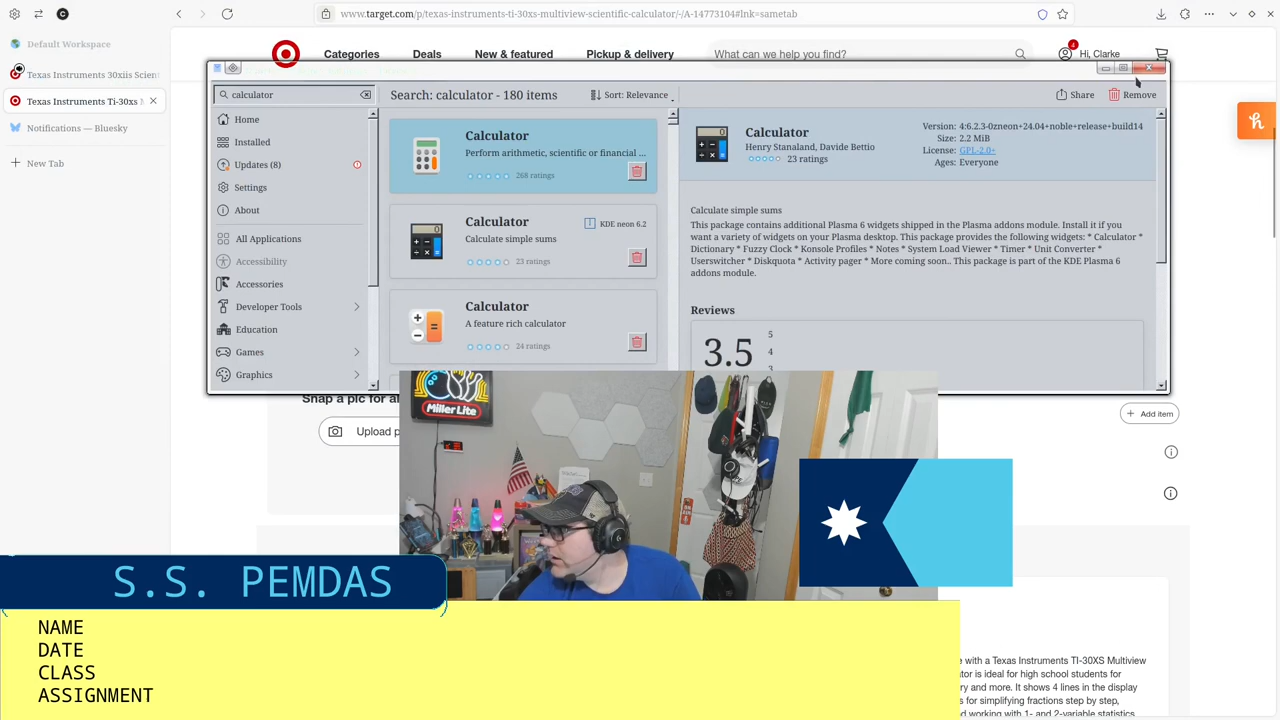 www.target.com/p/texas-instruments-ti-30xs-multiview-scientific-calculator/-/A-14773104#lnk=sametab
Default Workspace
Texas Instruments 30xiis Scien
Texas Instruments Ti-30xs
Notifications — Bluesky
New Tab
Categories
Deals
New & featured
Pickup & delivery
What can we help you find?
4
Hi, Clarke
calculator
Search: calculator - 180 items
Sort: Relevance
Share
Remove
Home
Installed
Updates (8)
Settings
About
All Applications
Accessibility
Accessories
Developer Tools
Education
Games
Graphics
Calculator
Perform arithmetic, scientific or financial ...
268 ratings
Calculator
KDE neon 6.2
Calculate simple sums
23 ratings
Calculator
A feature rich calculator
24 ratings
Calculator
Henry Stanaland, Davide Bettio
23 ratings
Version: 4:6.2.3-0zneon+24.04+noble+release+build14
Size: 2.2 MiB
License: GPL-2.0+
Ages: Everyone
Calculate simple sums
This package contains additional Plasma 6 widgets shipped in the Plasma addons module. Install it if you
want a variety of widgets on your Plasma desktop. This package provides the following widgets: * Calculator *
Dictionary * Fuzzy Clock * Konsole Profiles * Notes * System Load Viewer * Timer * Unit Converter *
Userswitcher * Diskquota * Activity pager * More coming soon.. This package is part of the KDE Plasma 6
addons module.
Reviews
3.5
5
4
3
Snap a pic for al
Upload p
Add item
Miller Lite
S.S. PEMDAS
NAME
DATE
CLASS
ASSIGNMENT
e with a Texas Instruments TI-30XS Multiview
ator is ideal for high school students for
ry and more. It shows 4 lines in the display
s for simplifying fractions step by step,
nd working with 1- and 2-variable statistics